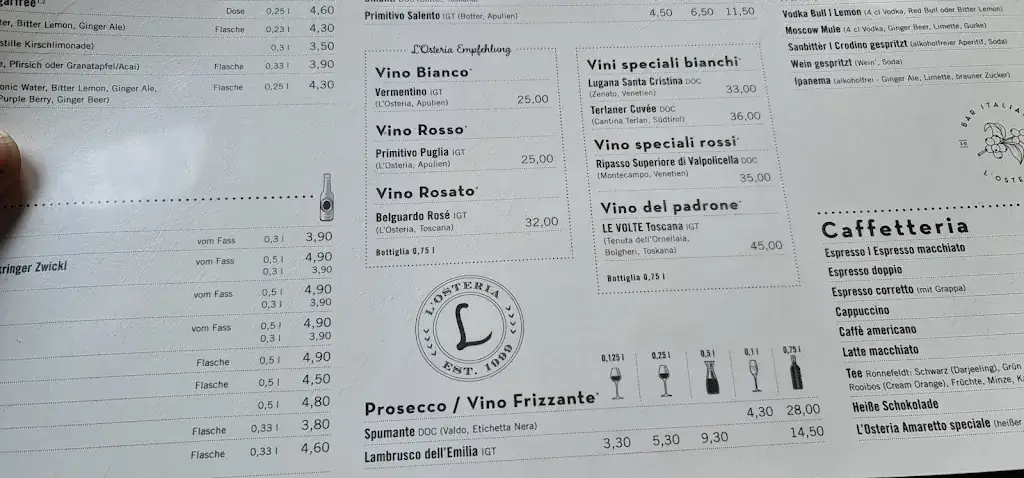 Dose 0,25 l 4,60
ter, Bitter Lemon, Ginger Ale) Flasche 0,23 l 4,30
stille Kirschlimonade) 0,3 l 3,50
e, Pfirsich oder Granatapfel/Acai) Flasche 0,33 l 3,90
onic Water, Bitter Lemon, Ginger Ale, Flasche 0,25 l 4,30
Purple Berry, Ginger Beer)
vom Fass 0,3 l 3,90
kringer Zwickl vom Fass 0,5 l 4,90
0,3 l 3,90
vom Fass 0,5 l 4,90
0,3 l 3,90
vom Fass 0,5 l 4,90
0,3 l 3,90
Flasche 0,5 l 4,90
Flasche 0,5 l 4,50
0,5 l 4,80
Flasche 0,33 l 3,80
Flasche 0,33 l 4,60
Primitivo Salento IGT (Botter, Apulien) 4,50 6,50 11,50
L'Osteria Empfehlung
Vino Bianco*
Vermentino IGT
(L'Osteria, Apulien) 25,00
Vino Rosso*
Primitivo Puglia IGT
(L'Osteria, Apulien) 25,00
Vino Rosato*
Belguardo Rosé IGT
(L'Osteria, Toscana) 32,00
Bottiglia 0,75 l
Vini speciali bianchi*
Lugana Santa Cristina DOC
(Zenato, Venetien) 33,00
Terlaner Cuvée DOC
(Cantina Terlan, Südtirol) 36,00
Vino speciali rossi*
Ripasso Superiore di Valpolicella DOC
(Montecampo, Venetien) 35,00
Vino del padrone*
LE VOLTE Toscana IGT
(Tenuta dell'Ornellaia,
Bolgheri, Toskana) 45,00
Bottiglia 0,75 l
L'OSTERIA
L
EST. 1999
0,125 l 0,25 l 0,5 l 0,1 l 0,75 l
Prosecco / Vino Frizzante*
Spumante DOC (Valdo, Etichetta Nera) 4,30 28,00
Lambrusco dell'Emilia IGT 3,30 5,30 9,30 14,50
Vodka Bull | Lemon (4 cl Vodka, Red Bull oder Bitter Lemon)
Moscow Mule (4 cl Vodka, Ginger Beer, Limette, Gurke)
Sanbittèr | Crodino gespritzt (alkoholfreier Aperitif, Soda)
Wein gespritzt (Wein*, Soda)
Ipanema (alkoholfrei - Ginger Ale, Limette, brauner Zucker)
BAR ITALIA
L'OSTE
Caffetteria
Espresso | Espresso macchiato
Espresso doppio
Espresso corretto (mit Grappa)
Cappuccino
Caffè americano
Latte macchiato
Tee Ronnefeldt: Schwarz (Darjeeling), Grün
Rooibos (Cream Orange), Früchte, Minze, K
Heiße Schokolade
L'Osteria Amaretto speciale (heißer